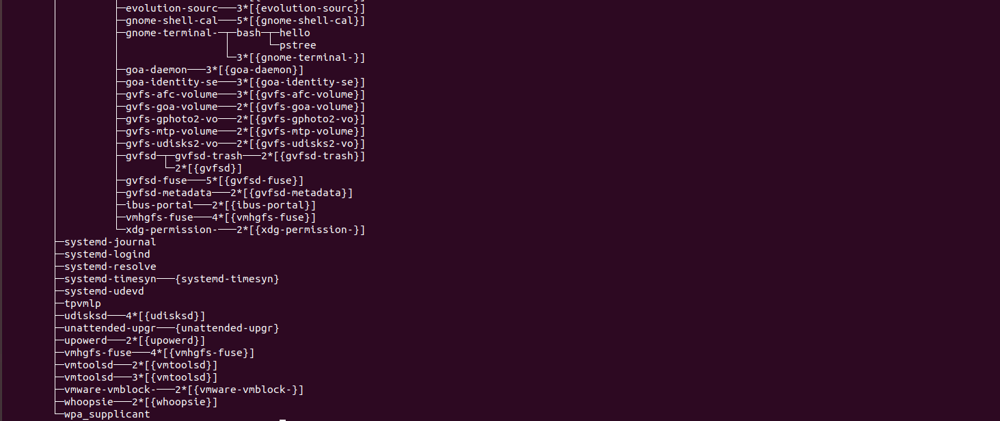 ├─evolution-sourc───3*[{evolution-sourc}]
├─gnome-shell-cal───5*[{gnome-shell-cal}]
├─gnome-terminal-─┬─bash─┬─hello
│                 │      └─pstree
│                 └─3*[{gnome-terminal-}]
├─goa-daemon───3*[{goa-daemon}]
├─goa-identity-se───3*[{goa-identity-se}]
├─gvfs-afc-volume───3*[{gvfs-afc-volume}]
├─gvfs-goa-volume───2*[{gvfs-goa-volume}]
├─gvfs-gphoto2-vo───2*[{gvfs-gphoto2-vo}]
├─gvfs-mtp-volume───2*[{gvfs-mtp-volume}]
├─gvfs-udisks2-vo───2*[{gvfs-udisks2-vo}]
├─gvfsd─┬─gvfsd-trash───2*[{gvfsd-trash}]
│       └─2*[{gvfsd}]
├─gvfsd-fuse───5*[{gvfsd-fuse}]
├─gvfsd-metadata───2*[{gvfsd-metadata}]
├─ibus-portal───2*[{ibus-portal}]
├─vmhgfs-fuse───4*[{vmhgfs-fuse}]
└─xdg-permission-───2*[{xdg-permission-}]
├─systemd-journal
├─systemd-logind
├─systemd-resolve
├─systemd-timesyn───{systemd-timesyn}
├─systemd-udevd
├─tpvmlp
├─udisksd───4*[{udisksd}]
├─unattended-upgr───{unattended-upgr}
├─upowerd───2*[{upowerd}]
├─vmhgfs-fuse───4*[{vmhgfs-fuse}]
├─vmtoolsd───2*[{vmtoolsd}]
├─vmtoolsd───3*[{vmtoolsd}]
├─vmware-vmblock-───2*[{vmware-vmblock-}]
├─whoopsie───2*[{whoopsie}]
└─wpa_supplicant